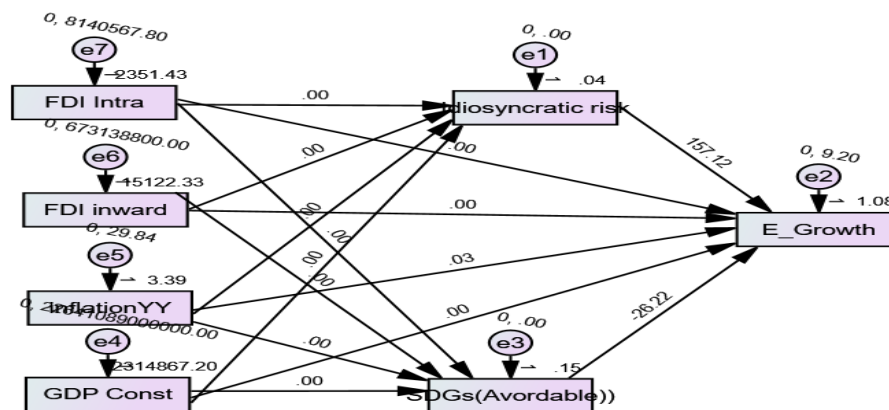 0, 8140567.80
e7
2351.43
FDI Intra
0, 673138800.00
e6
15122.33
FDI inward
0, 29.84
e5
3.39
InflationYY
e4
2314867.20
GDP Const
0, .00
e1
.04
Idiosyncratic risk
0, .00
e3
.15
SDGs(Avordable))
0, 9.20
e2
1.08
E_Growth
.00
.00
.00
.00
.00
.00
.00
.00
.03
.00
.00
157.12
-26.22